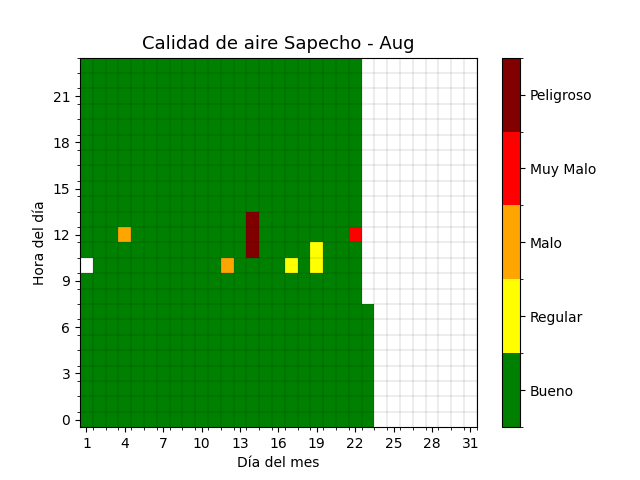 Calidad de aire Sapecho - Aug
21
18
15
12
9
6
3
0
Hora del día
1 4 7 10 13 16 19 22 25 28 31
Día del mes
Peligroso
Muy Malo
Malo
Regular
Bueno